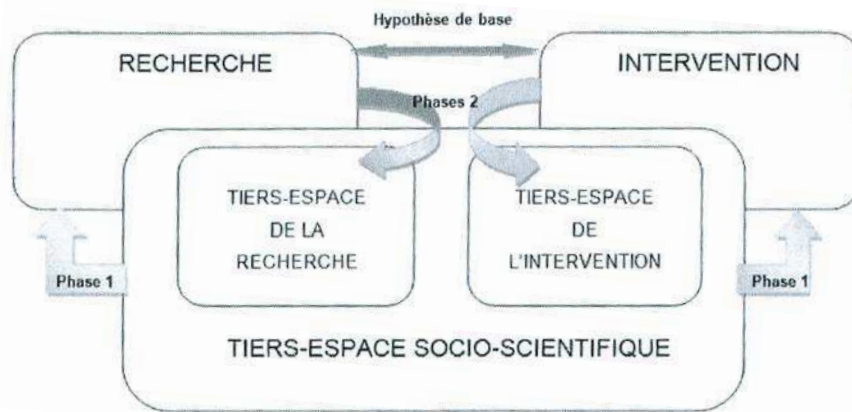 Hypothèse de base
RECHERCHE
INTERVENTION
Phases 2
TIERS-ESPACE
DE LA
RECHERCHE
TIERS-ESPACE
DE
L'INTERVENTION
Phase 1
Phase 1
TIERS-ESPACE SOCIO-SCIENTIFIQUE